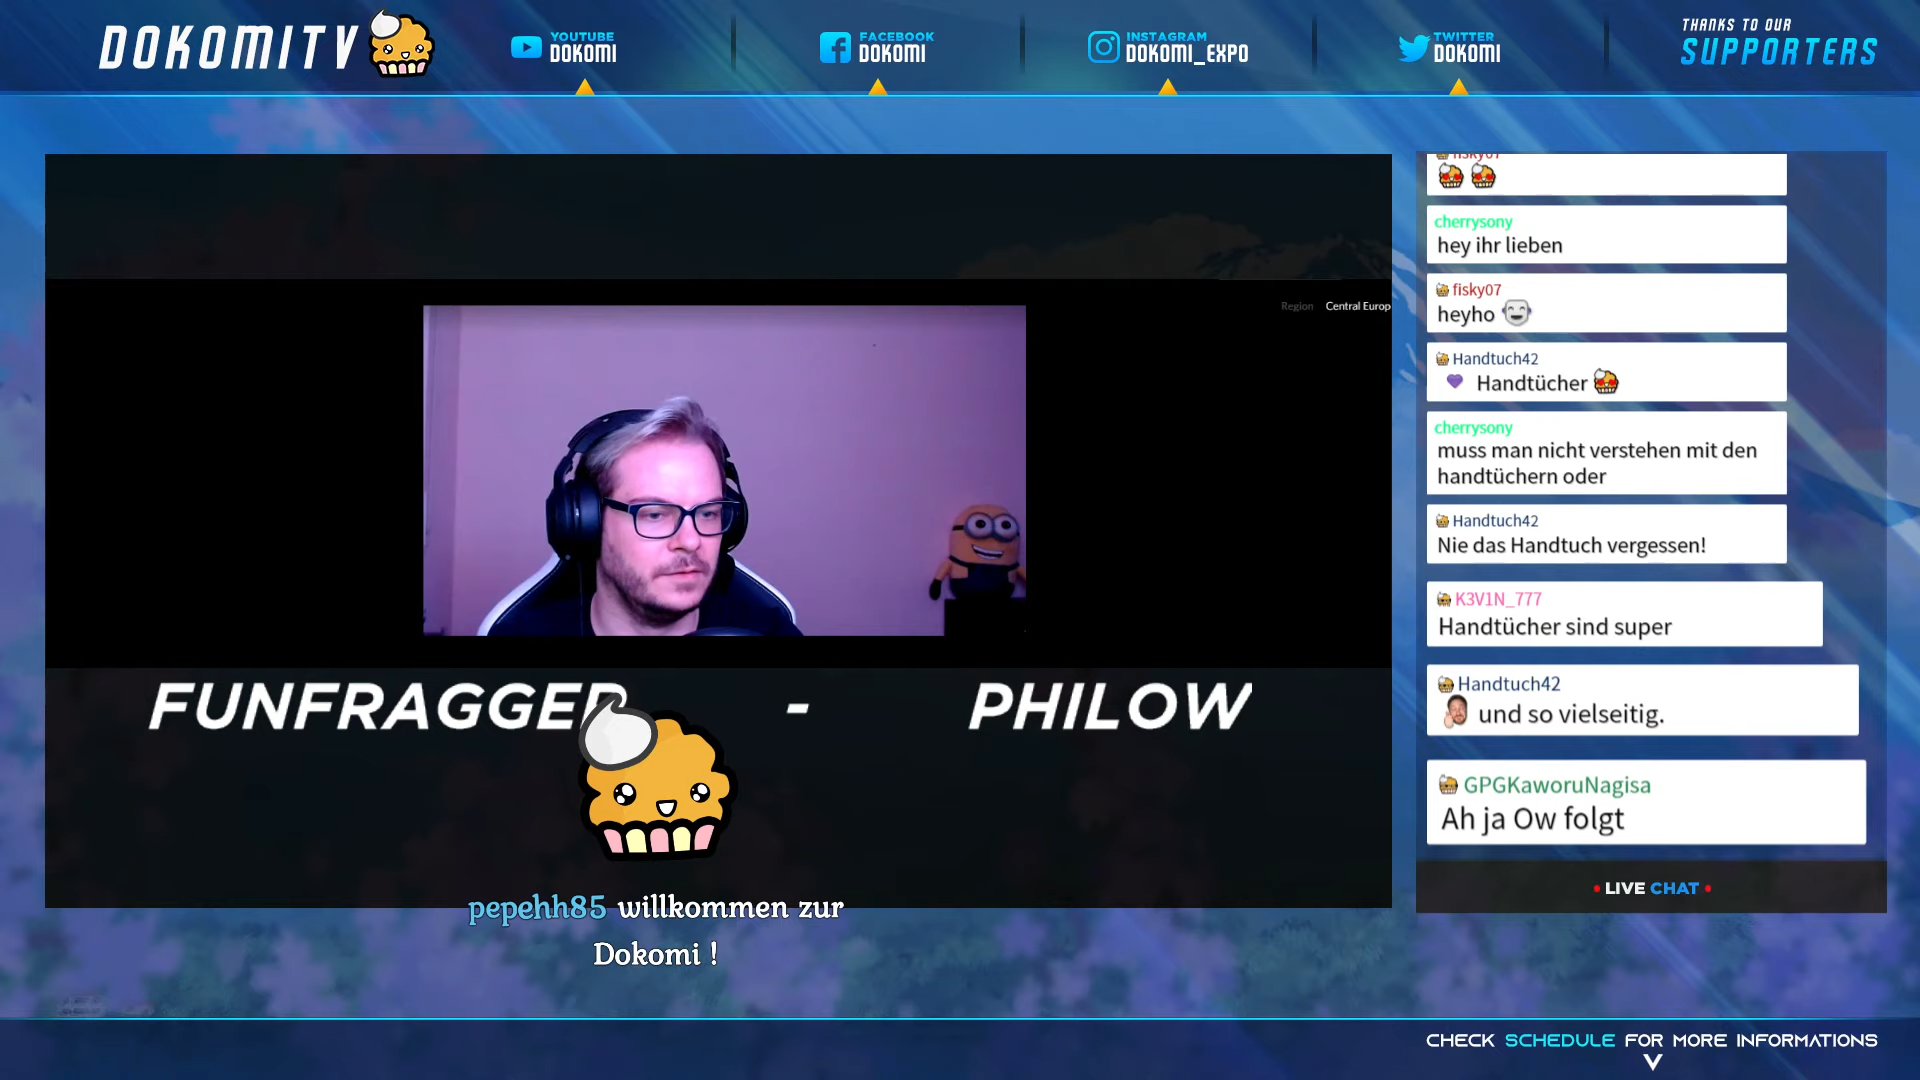 DOKOMITV
YOUTUBE
DOKOMI
FACEBOOK
DOKOMI
INSTAGRAM
DOKOMI_EXPO
TWITTER
DOKOMI
THANKS TO OUR
SUPPORTERS
Region Central Europ
FUNFRAGGER - PHILOW
pepehh85 willkommen zur
Dokomi !
fisky07
cherrysony
hey ihr lieben
fisky07
heyho
Handtuch42
Handtücher
cherrysony
muss man nicht verstehen mit den
handtüchern oder
Handtuch42
Nie das Handtuch vergessen!
K3V1N_777
Handtücher sind super
Handtuch42
und so vielseitig.
GPGKaworuNagisa
Ah ja Ow folgt
• LIVE CHAT •
CHECK SCHEDULE FOR MORE INFORMATIONS